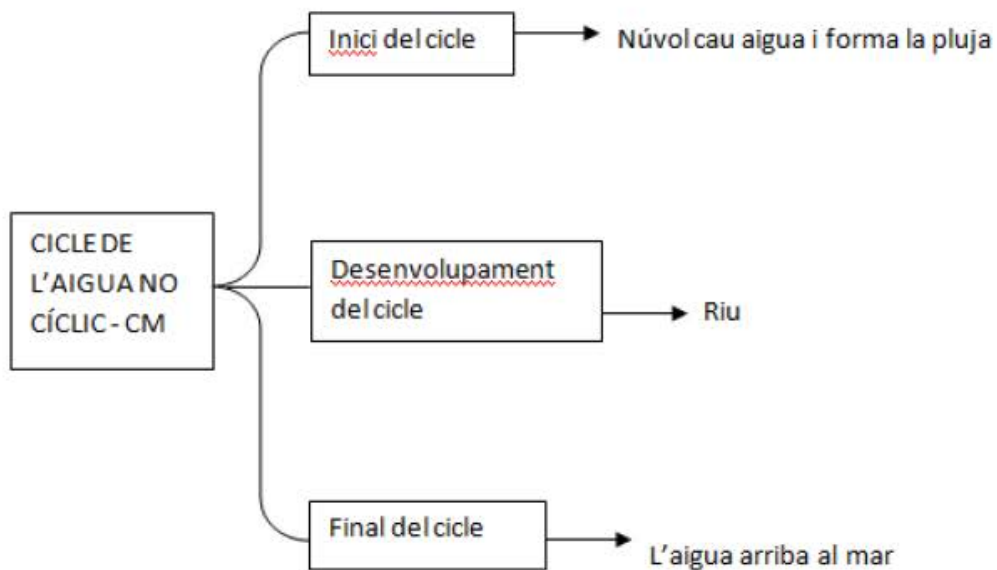 Inici del cicle
Núvol cau aigua i forma la pluja
CICLE DE
L'AIGUA NO
CÍCLIC - CM
Desenvolupament
del cicle
Riu
Final del cicle
L'aigua arriba al mar